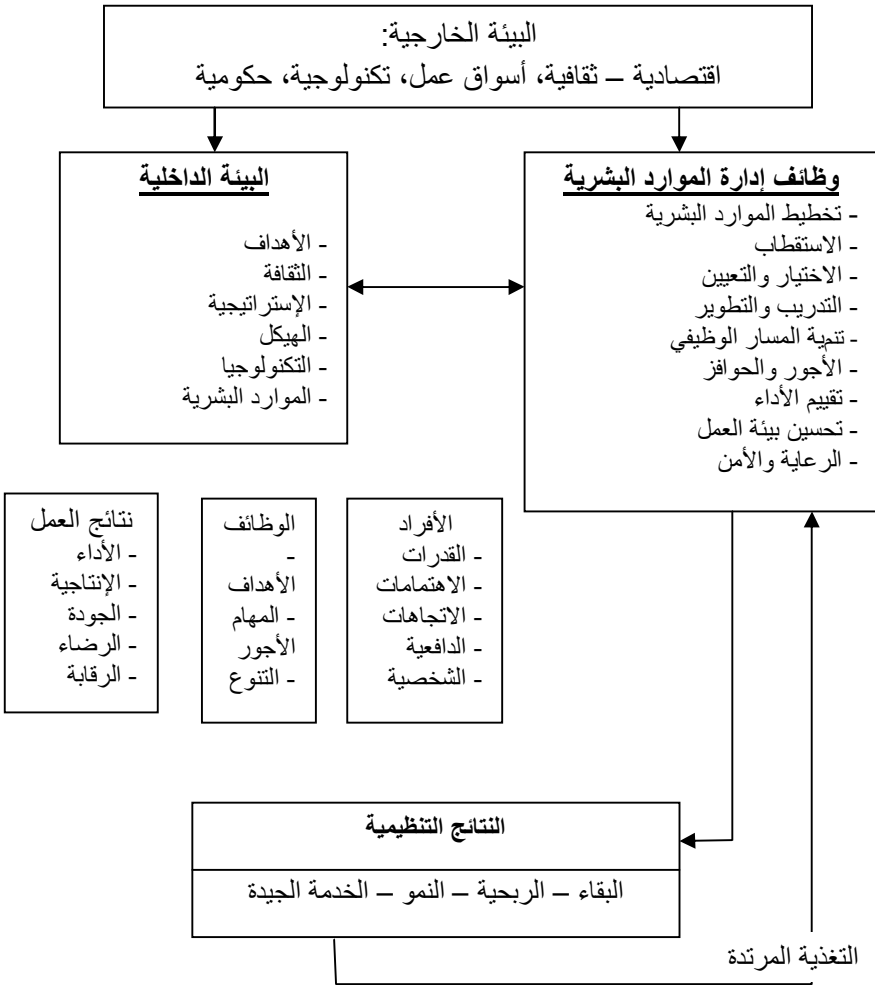 البيئة الخارجية:
اقتصادية – ثقافية، أسواق عمل، تكنولوجية، حكومية
وظائف إدارة الموارد البشرية
- تخطيط الموارد البشرية
- الاستقطاب
- الاختيار والتعيين
- التدريب والتطوير
- تنمية المسار الوظيفي
- الأجور والحوافز
- تقييم الأداء
- تحسين بيئة العمل
- الرعاية والأمن
البيئة الداخلية
- الأهداف
- الثقافة
- الإستراتيجية
- الهيكل
- التكنولوجيا
- الموارد البشرية
الأفراد
- القدرات
- الاهتمامات
- الاتجاهات
- الدافعية
- الشخصية
الوظائف
-
الأهداف
- المهام
الأجور
- التنوع
نتائج العمل
- الأداء
- الإنتاجية
- الجودة
- الرضاء
- الرقابة
النتائج التنظيمية
البقاء – الربحية – النمو – الخدمة الجيدة
التغذية المرتدة